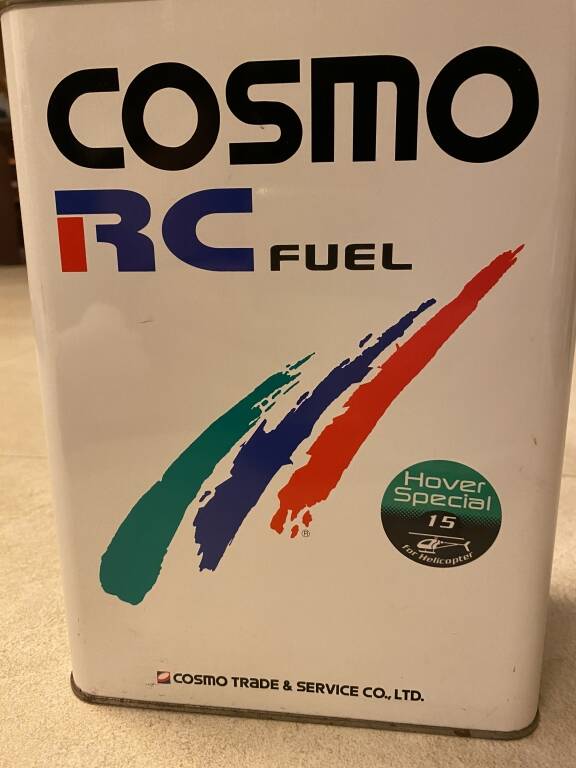 COSMO
RC FUEL
®
Hover
Special
15
for Helicopter
COSMO TRADE & SERVICE CO., LTD.